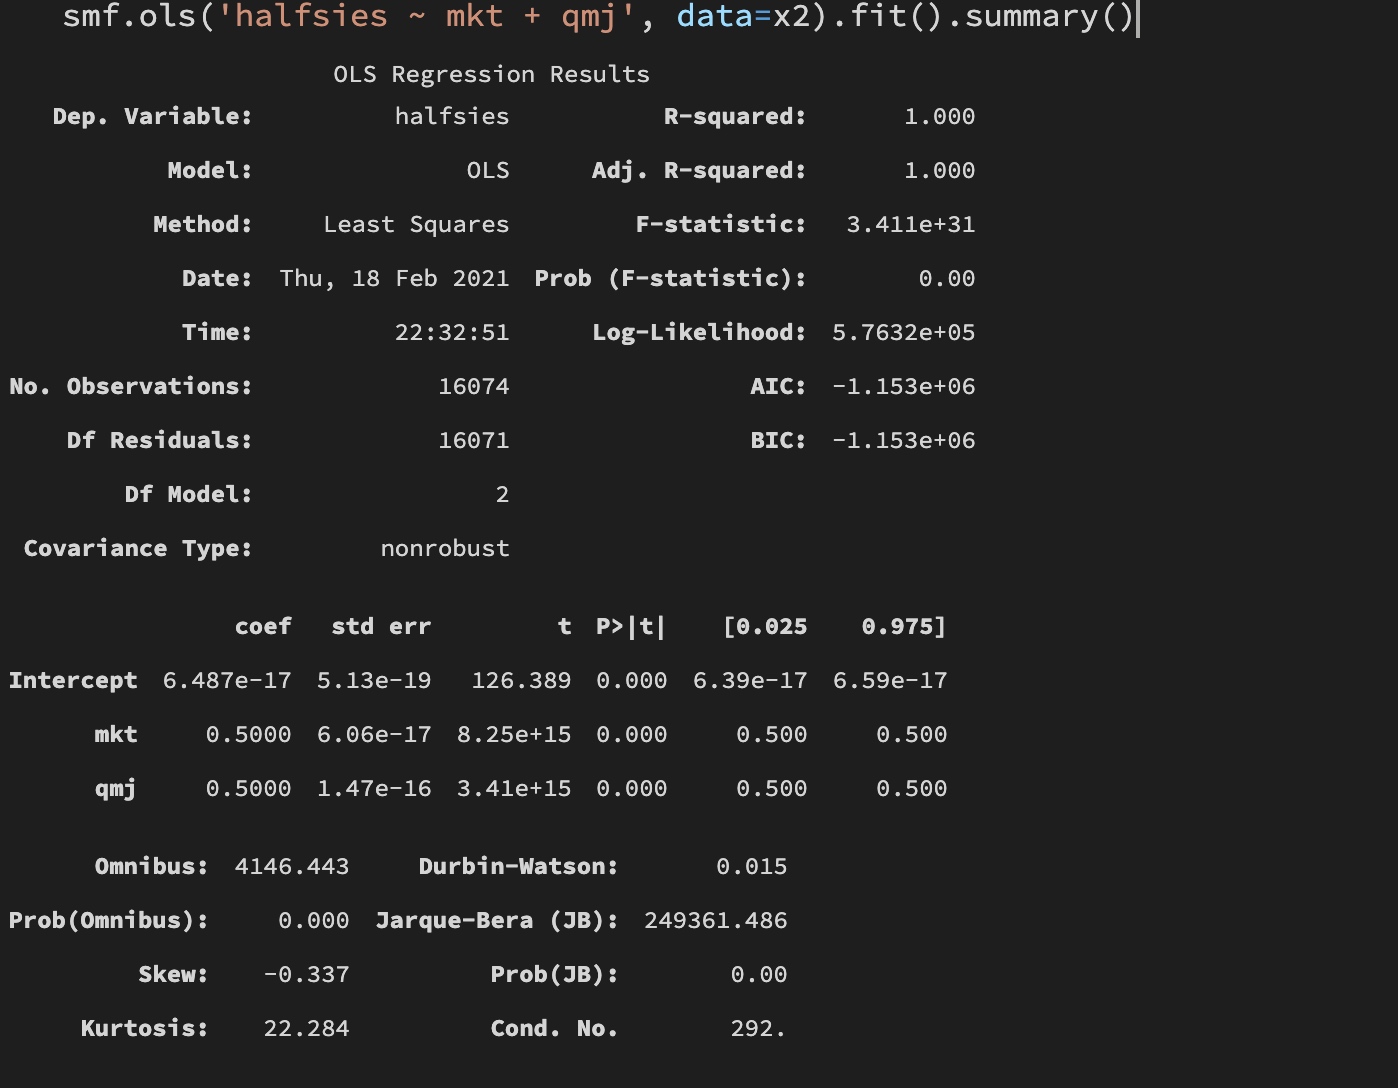 smf.ols('halfsies ~ mkt + qmj', data=x2).fit().summary()
OLS Regression Results
Dep. Variable: halfsies R-squared: 1.000
Model: OLS Adj. R-squared: 1.000
Method: Least Squares F-statistic: 3.411e+31
Date: Thu, 18 Feb 2021 Prob (F-statistic): 0.00
Time: 22:32:51 Log-Likelihood: 5.7632e+05
No. Observations: 16074 AIC: -1.153e+06
Df Residuals: 16071 BIC: -1.153e+06
Df Model: 2
Covariance Type: nonrobust
coef std err t P>|t| [0.025 0.975]
Intercept 6.487e-17 5.13e-19 126.389 0.000 6.39e-17 6.59e-17
mkt 0.5000 6.06e-17 8.25e+15 0.000 0.500 0.500
qmj 0.5000 1.47e-16 3.41e+15 0.000 0.500 0.500
Omnibus: 4146.443 Durbin-Watson: 0.015
Prob(Omnibus): 0.000 Jarque-Bera (JB): 249361.486
Skew: -0.337 Prob(JB): 0.00
Kurtosis: 22.284 Cond. No. 292.